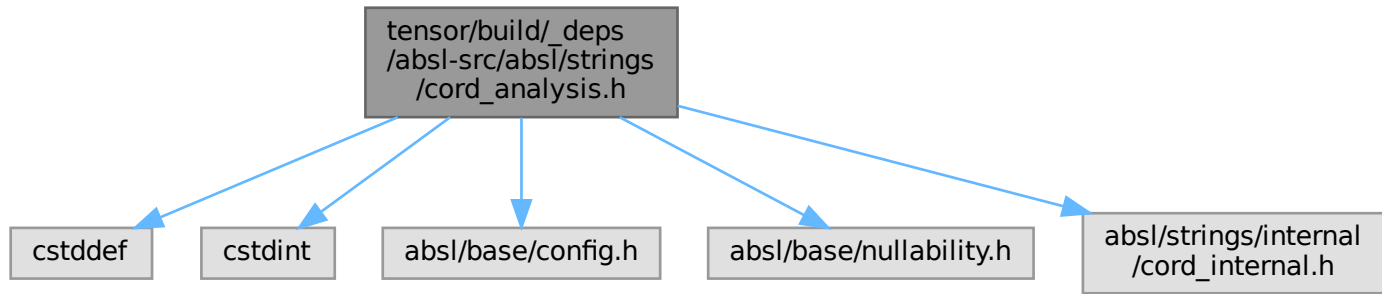 tensor/build/_deps
/absl-src/absl/strings
/cord_analysis.h
cstddef
cstdint
absl/base/config.h
absl/base/nullability.h
absl/strings/internal
/cord_internal.h